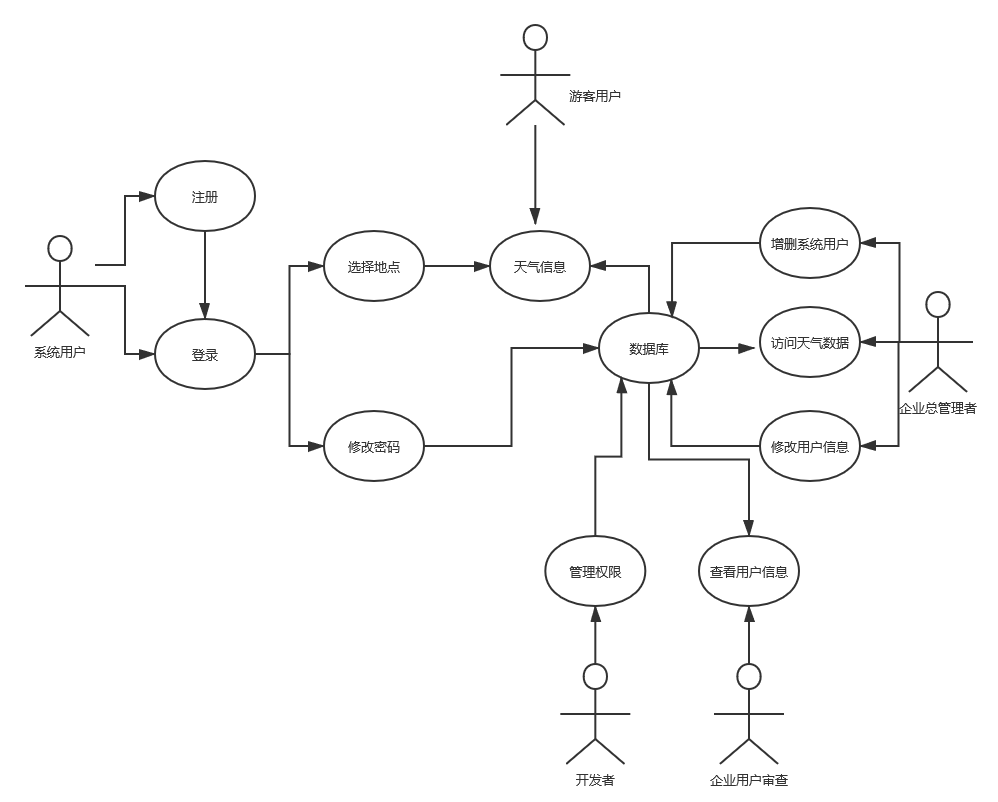 游客用户
注册
系统用户
登录
选择地点
天气信息
增删系统用户
数据库
访问天气数据
企业总管理者
修改密码
修改用户信息
管理权限
查看用户信息
开发者
企业用户审查